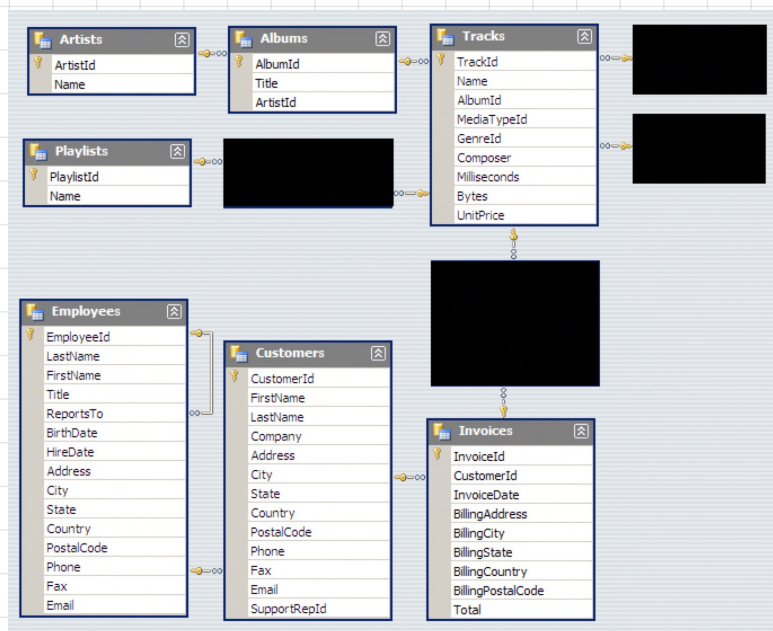 Artists
ArtistId
Name
Albums
AlbumId
Title
ArtistId
Tracks
TrackId
Name
AlbumId
MediaTypeId
GenreId
Composer
Milliseconds
Bytes
UnitPrice
Playlists
PlaylistId
Name
Employees
EmployeeId
LastName
FirstName
Title
ReportsTo
BirthDate
HireDate
Address
City
State
Country
PostalCode
Phone
Fax
Email
Customers
CustomerId
FirstName
LastName
Company
Address
City
State
Country
PostalCode
Phone
Fax
Email
SupportRepId
Invoices
InvoiceId
CustomerId
InvoiceDate
BillingAddress
BillingCity
BillingState
BillingCountry
BillingPostalCode
Total